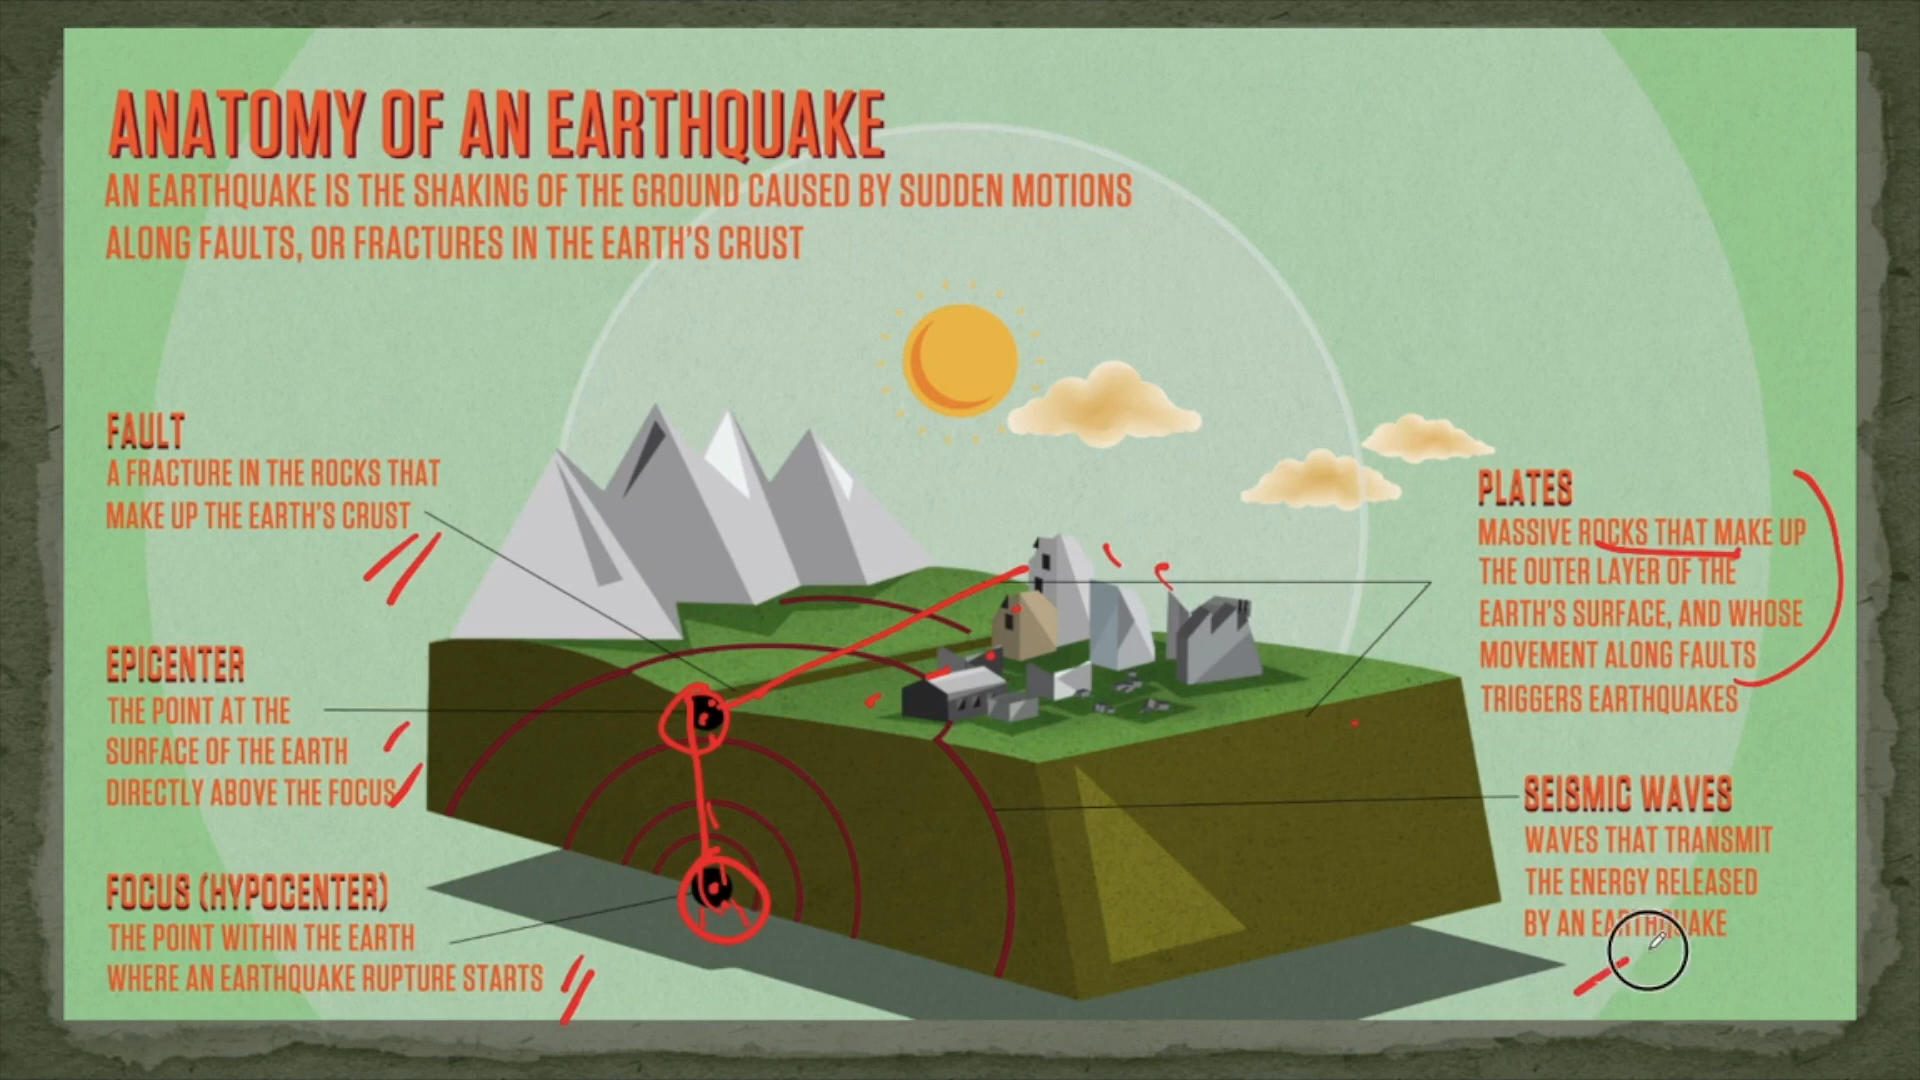 ANATOMY OF AN EARTHQUAKE
AN EARTHQUAKE IS THE SHAKING OF THE GROUND CAUSED BY SUDDEN MOTIONS
ALONG FAULTS, OR FRACTURES IN THE EARTH'S CRUST
FAULT
A FRACTURE IN THE ROCKS THAT
MAKE UP THE EARTH'S CRUST
EPICENTER
THE POINT AT THE
SURFACE OF THE EARTH
DIRECTLY ABOVE THE FOCUS
FOCUS (HYPOCENTER)
THE POINT WITHIN THE EARTH
WHERE AN EARTHQUAKE RUPTURE STARTS
PLATES
MASSIVE ROCKS THAT MAKE UP
THE OUTER LAYER OF THE
EARTH'S SURFACE, AND WHOSE
MOVEMENT ALONG FAULTS
TRIGGERS EARTHQUAKES
SEISMIC WAVES
WAVES THAT TRANSMIT
THE ENERGY RELEASED
BY AN EARTHQUAKE